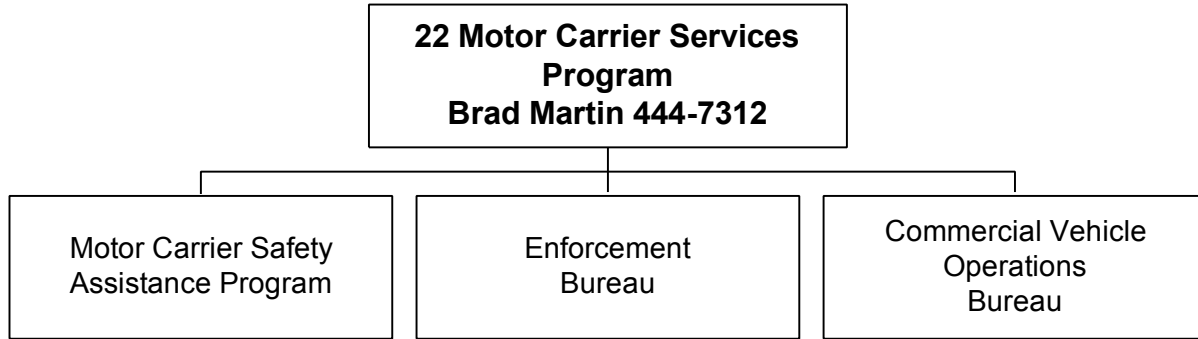 22 Motor Carrier Services
Program
Brad Martin 444-7312
Motor Carrier Safety
Assistance Program
Enforcement
Bureau
Commercial Vehicle
Operations
Bureau